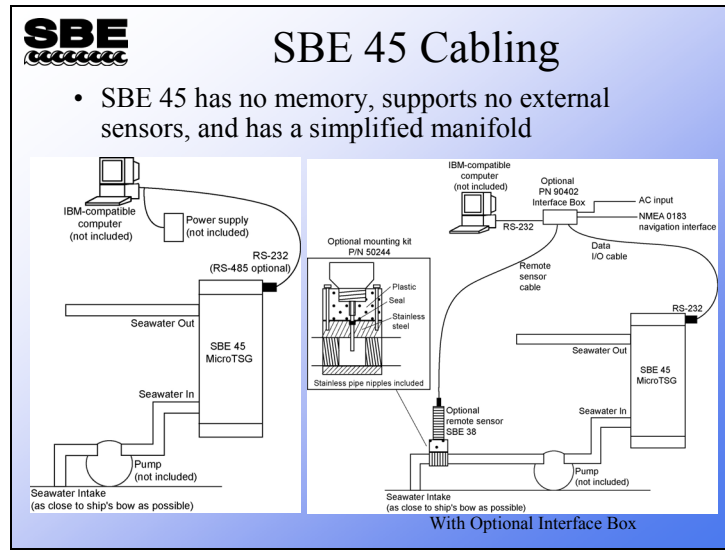 SBE
SBE 45 Cabling
• SBE 45 has no memory, supports no external
sensors, and has a simplified manifold
IBM-compatible
computer
(not included)
Power supply
(not included)
RS-232
(RS-485 optional)
Seawater Out
SBE 45
MicroTSG
Seawater In
Pump
(not included)
Seawater Intake
(as close to ship's bow as possible)
IBM-compatible
computer
(not included)
Optional
PN 90402
Interface Box
AC input
NMEA 0183
navigation interface
RS-232
Data
I/O cable
Remote
sensor
cable
Optional mounting kit
P/N 50244
Plastic
Seal
Stainless
steel
Stainless pipe nipples included
RS-232
Seawater Out
SBE 45
MicroTSG
Seawater In
Optional
remote sensor
SBE 38
Pump
(not included)
Seawater Intake
(as close to ship's bow as possible)
With Optional Interface Box